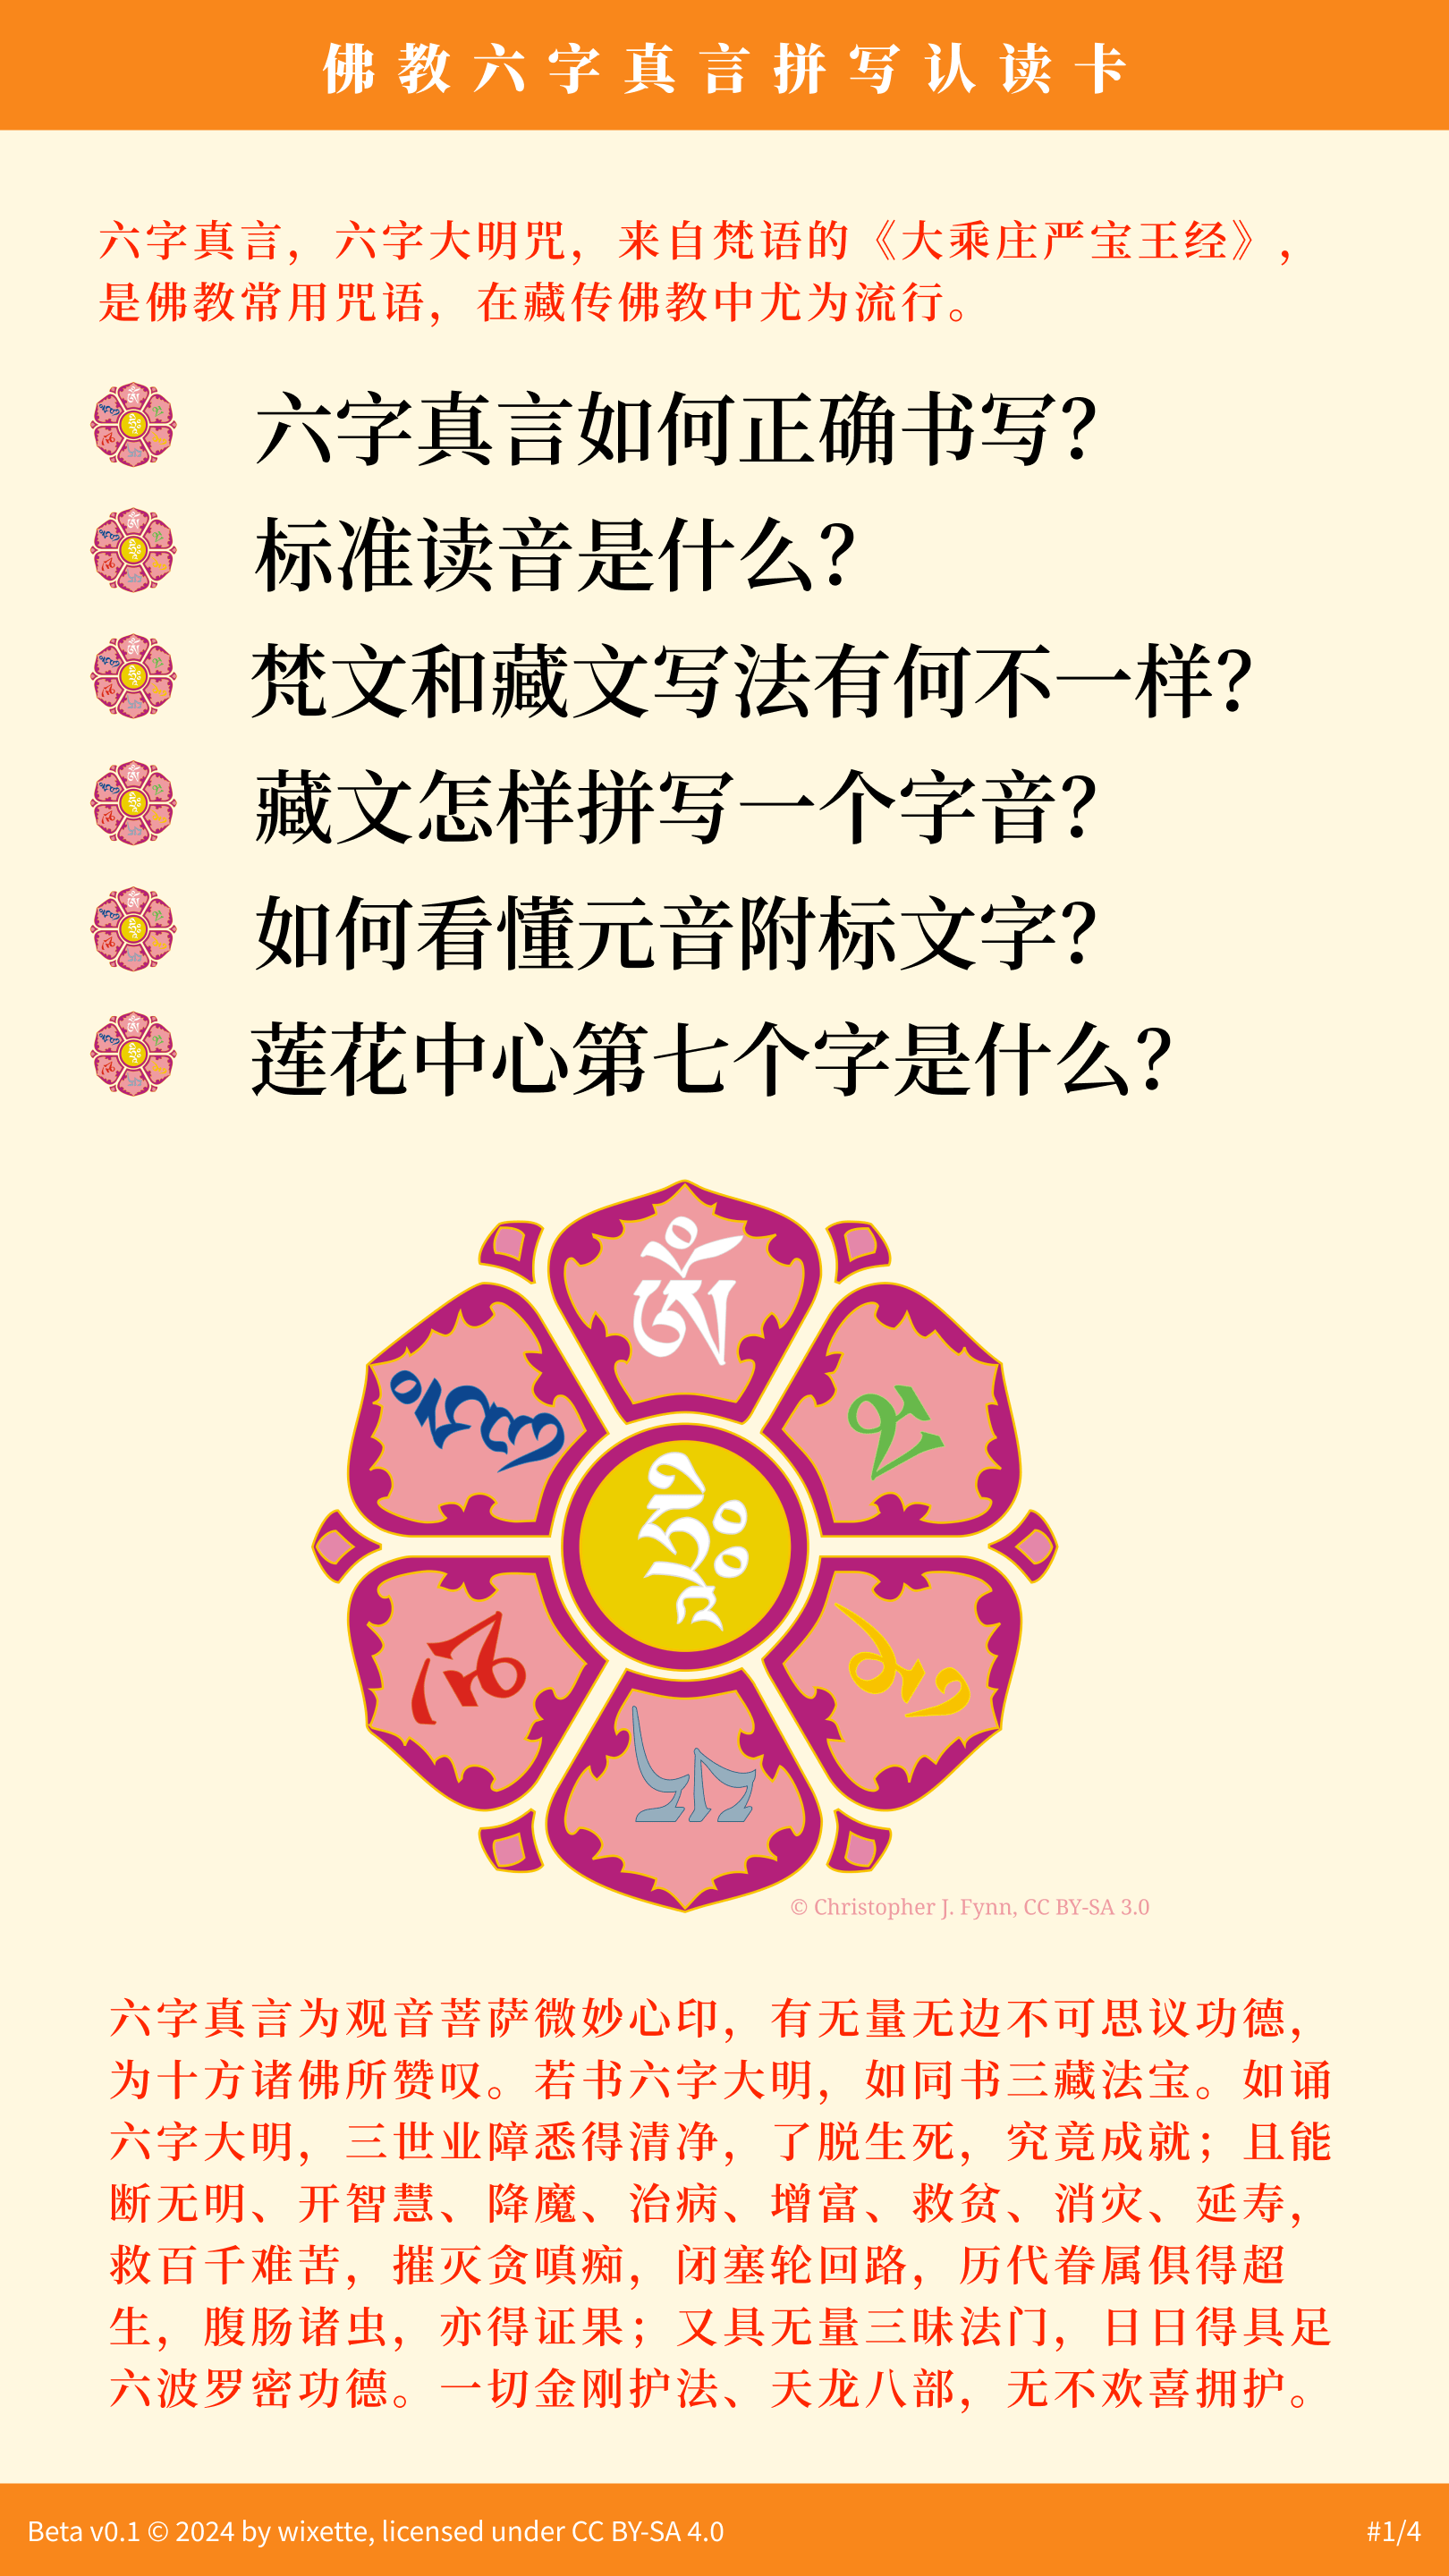 佛教六字真言拼写认读卡
六字真言，六字大明咒，来自梵语的《大乘庄严宝王经》，
是佛教常用咒语，在藏传佛教中尤为流行。
六字真言如何正确书写？
标准读音是什么？
梵文和藏文写法有何不一样？
藏文怎样拼写一个字音？
如何看懂元音附标文字？
莲花中心第七个字是什么？
ༀ
མ
ཎི
པད
མེ
ཧཱུྃ
ཧྲཱིཿ
© Christopher J. Fynn, CC BY-SA 3.0
六字真言为观音菩萨微妙心印，有无量无边不可思议功德，
为十方诸佛所赞叹。若书六字大明，如同书三藏法宝。如诵
六字大明，三世业障悉得清净，了脱生死，究竟成就；且能
断无明、开智慧、降魔、治病、增富、救贫、消灾、延寿，
救百千难苦，摧灭贪嗔痴，闭塞轮回路，历代眷属俱得超
生，腹肠诸虫，亦得证果；又具无量三昧法门，日日得具足
六波罗密功德。一切金刚护法、天龙八部，无不欢喜拥护。
Beta v0.1 © 2024 by wixette, licensed under CC BY-SA 4.0
#1/4